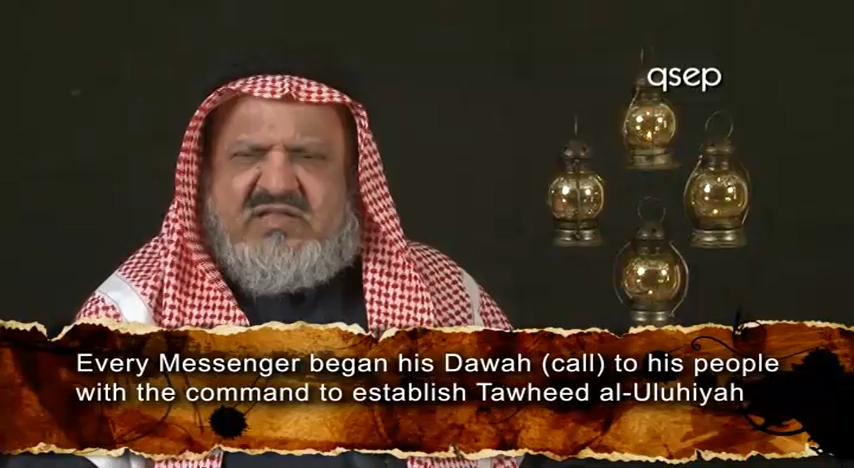 qsep
Every Messenger began his Dawah (call) to his people
with the command to establish Tawheed al-Uluhiyah